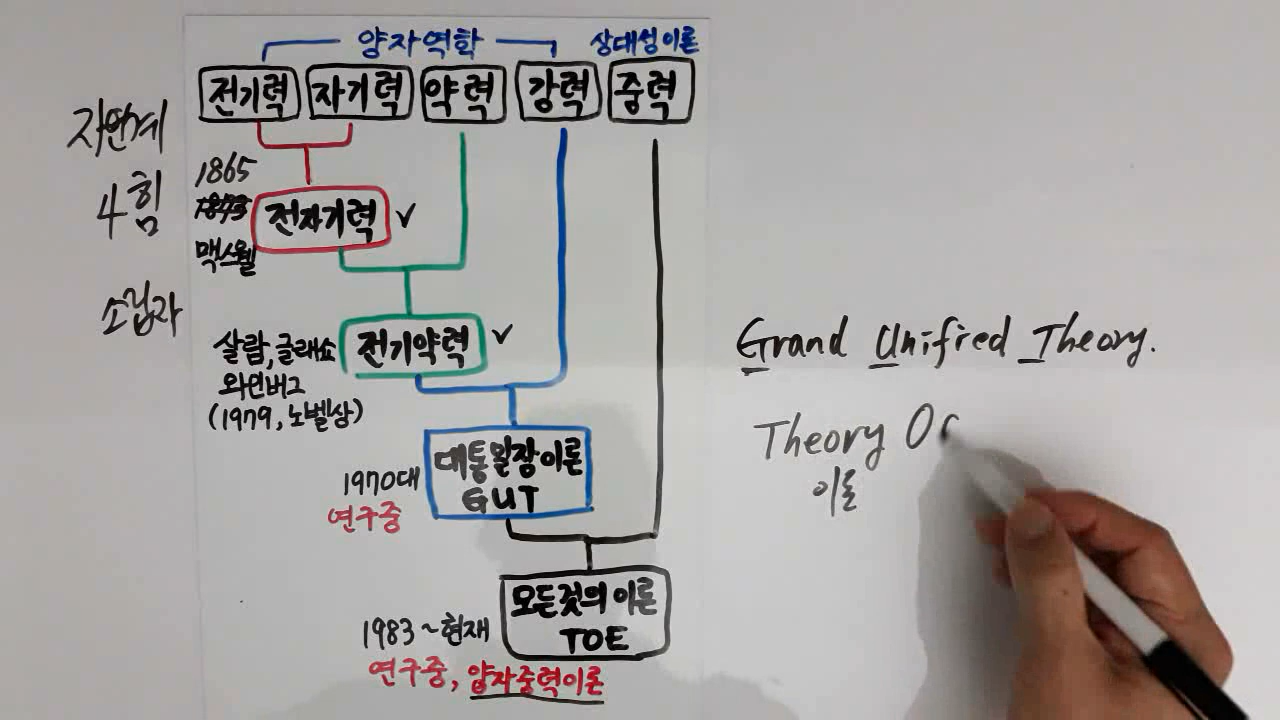 양자역학
상대성이론
전기력
자기력
약력
강력
중력
자연계
4힘
소립자
1865
맥스웰
전자기력 ✓
살람, 글래쇼
와인버그
(1979, 노벨상)
전기약력 ✓
1970대
연구중
대통일장이론
GUT
1983~현재
연구중, 양자중력이론
모든것의이론
TOE
Grand Unified Theory.
Theory
이론